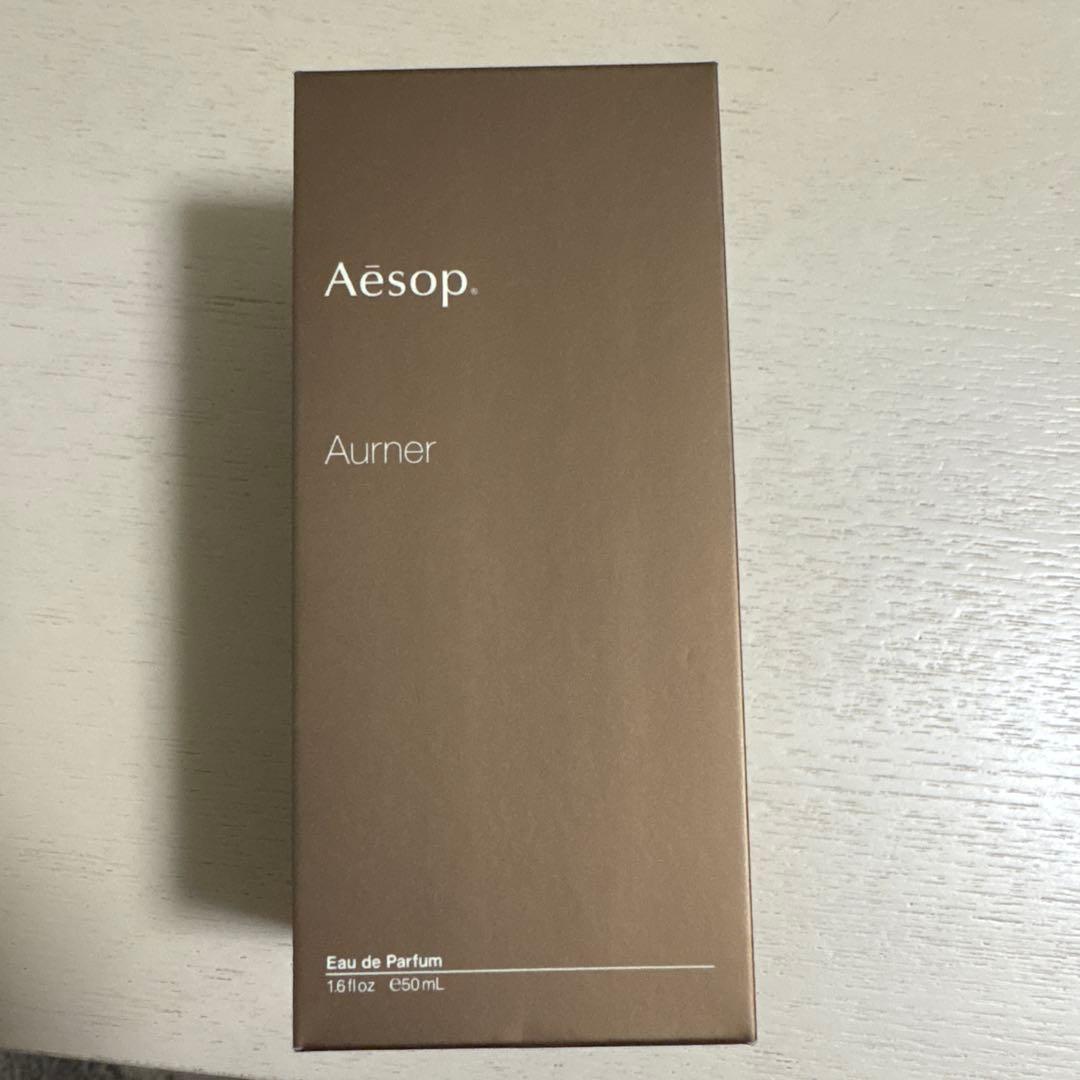 Aēsop®
Aurner
Eau de Parfum
1.6 fl oz ℮50 mL